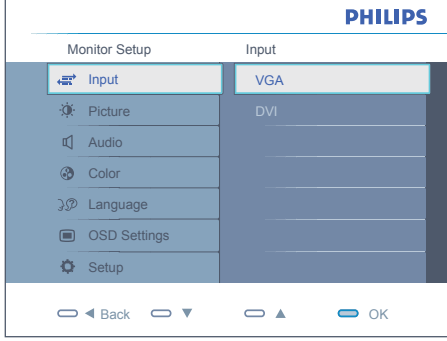 PHILIPS
Monitor Setup Input
Input VGA
Picture DVI
Audio
Color
Language
OSD Settings
Setup
Back OK